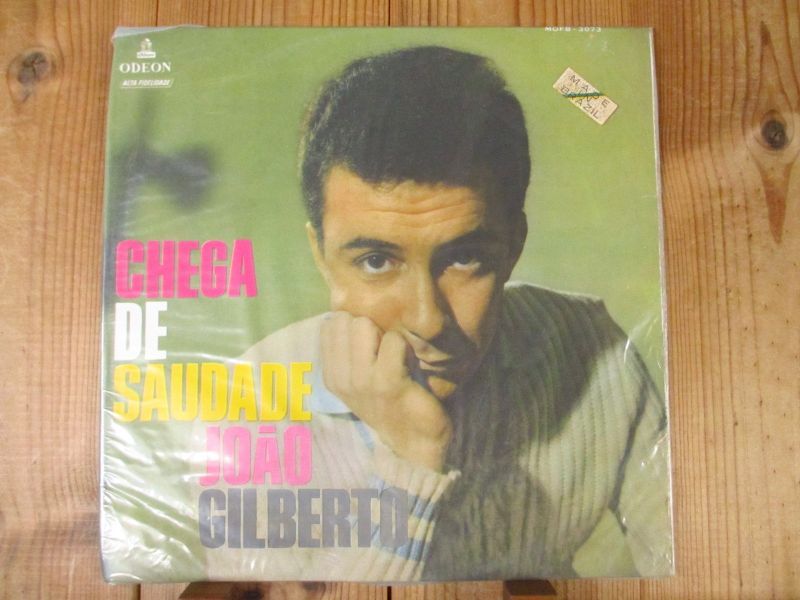 MOFB - 3073
ODEON
ALTA FIDELIDADE
MADE
IN
BRAZIL
CHEGA
DE
SAUDADE
JOÃO
GILBERTO